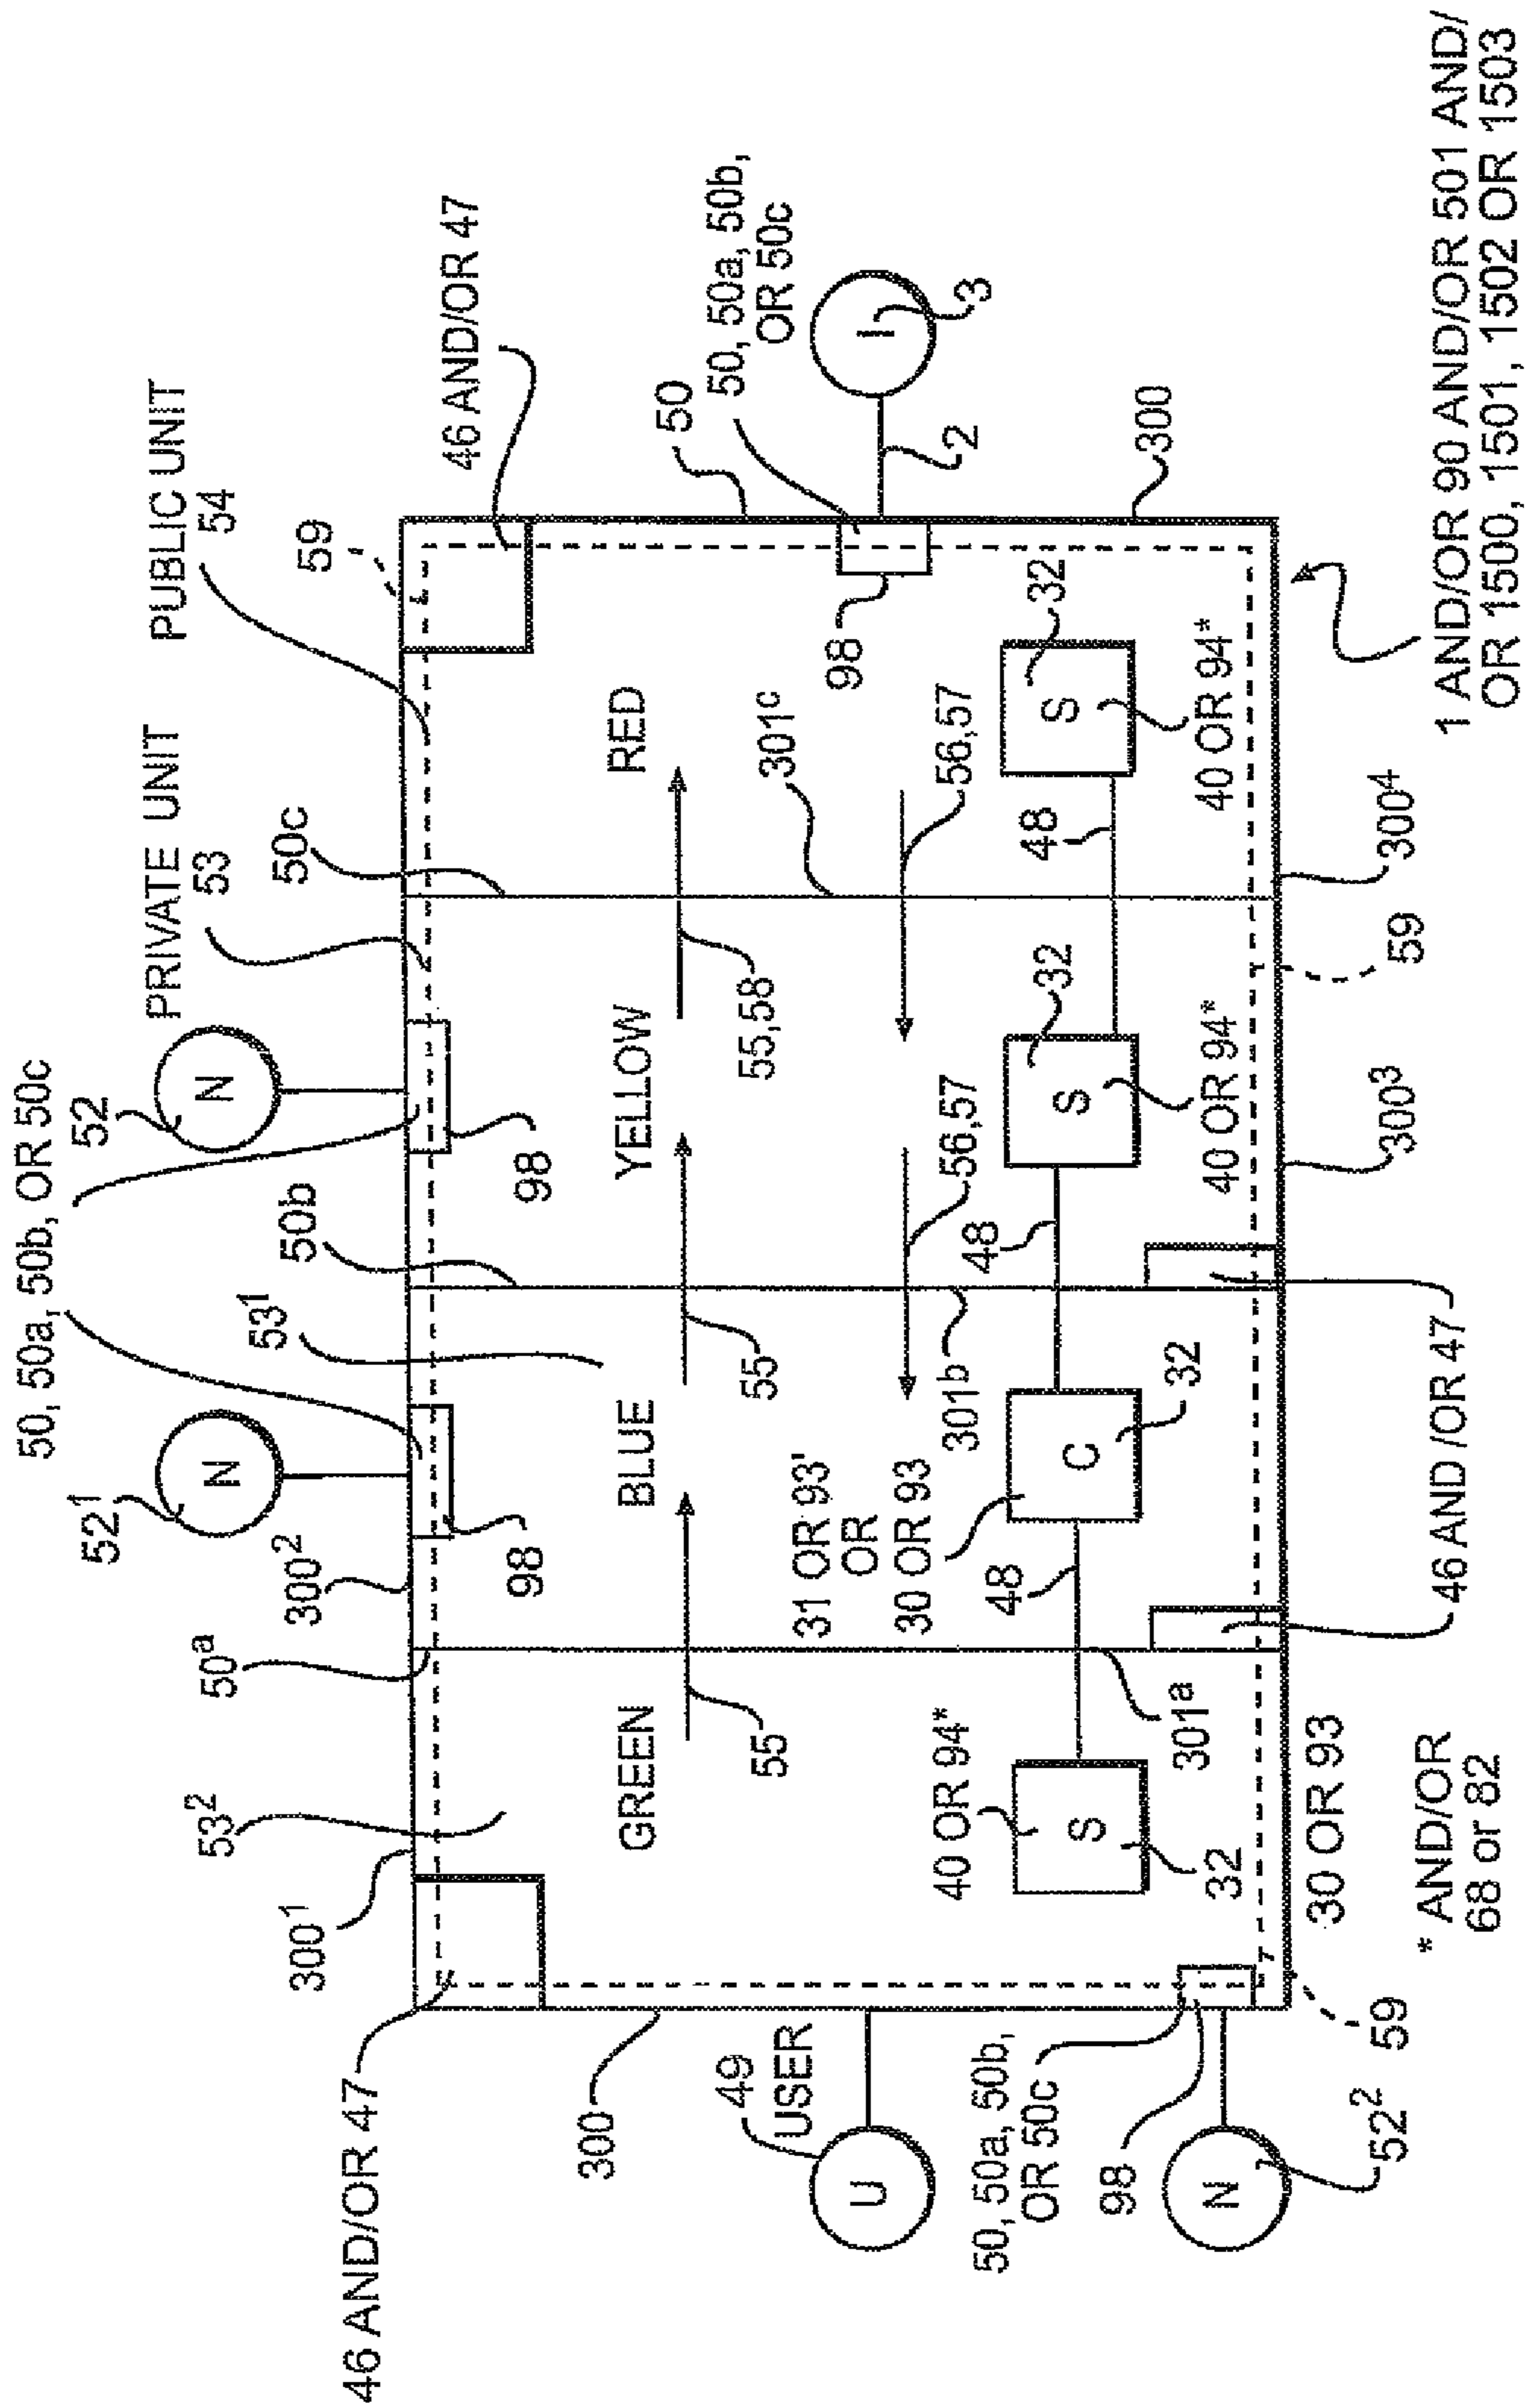 50, 50a, 50b, OR 50c
PUBLIC UNIT
54
PRIVATE UNIT
53
59
46 AND/OR 47
52
N
52¹
N
50c
50b
53¹
300²
50ᵃ
53²
300¹
46 AND/OR 47
98
98
50
50, 50a, 50b,
OR 50c
GREEN
BLUE
YELLOW
RED
55
55
55,58
301ᶜ
98
I
3
2
300
49
USER
U
300
56,57
56,57
31 OR 93'
OR
30 OR 93
301ᵇ
40 OR 94*
S
32
48
C
32
48
S
32
40 OR 94*
48
S
32
40 OR 94*
50, 50a, 50b,
OR 50c
98
N
52²
59
301ᵃ
30 OR 93
46 AND/OR 47
300³
59
300⁴
* AND/OR
68 or 82
1 AND/OR 90 AND/OR 501 AND/
OR 1500, 1501, 1502 OR 1503